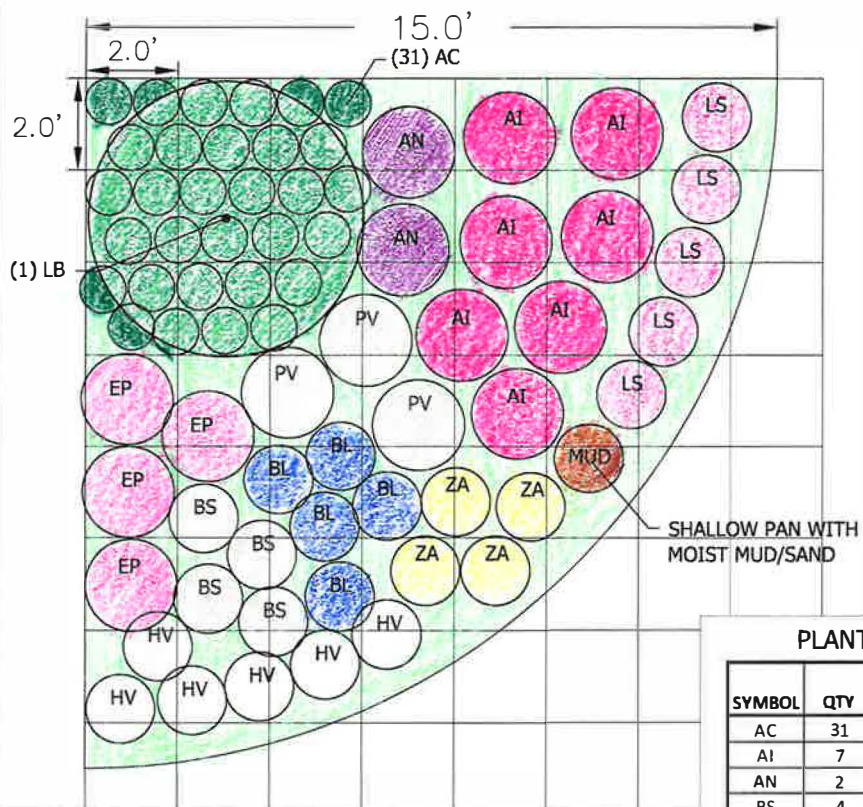 15.0'
2.0'
(31) AC
2.0'
LS
AN
AI
AI
LS
AN
AI
AI
LS
(1) LB
PV
AI
AI
LS
EP
PV
PV
AI
LS
EP
BL
BL
MUD
EP
BS
BL
BL
ZA
ZA
SHALLOW PAN WITH
MOIST MUD/SAND
BS
EP
BS
BL
ZA
ZA
HV
BS
HV
HV
HV
HV
HV
PLANT
SYMBOL QTY
AC 31
AI 7
AN 2
BS 4